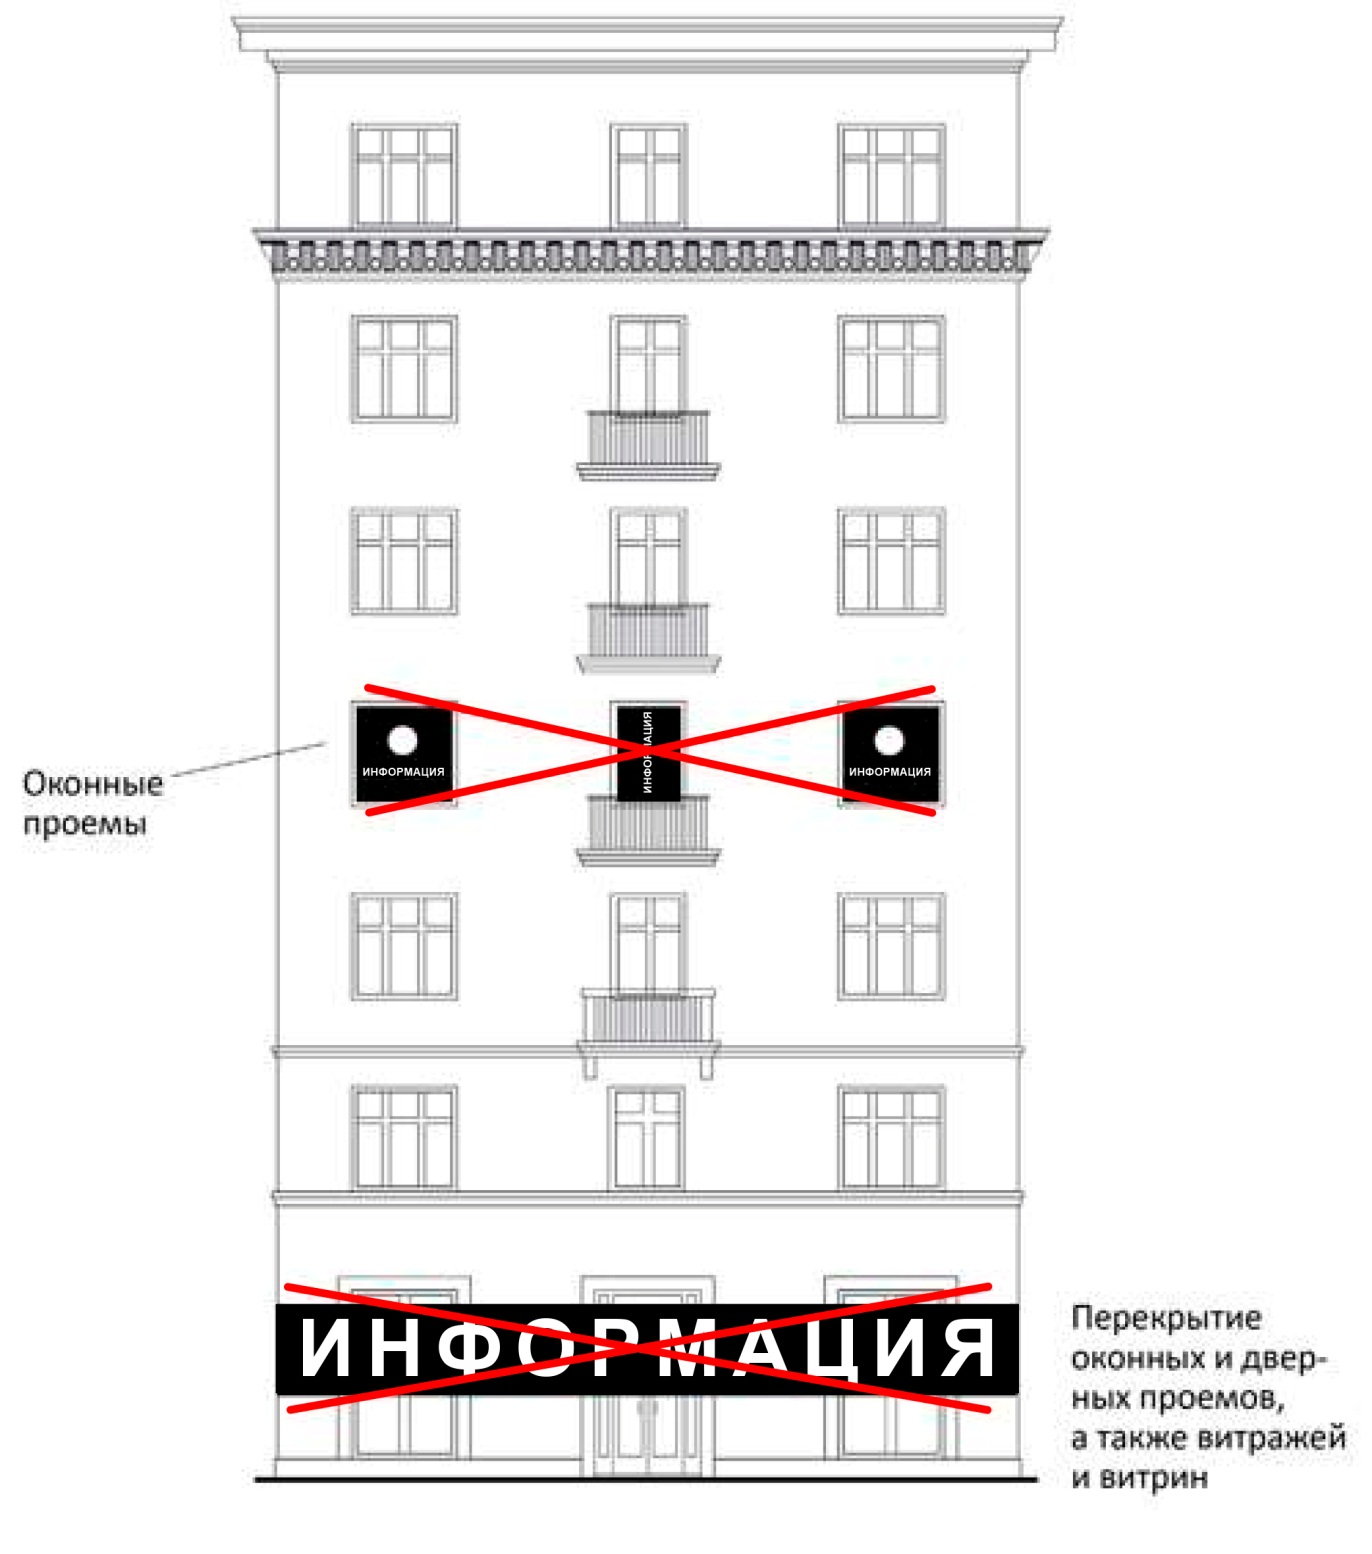 ИНФОРМАЦИЯ
ИНФОРМАЦИЯ
ИНФОРМАЦИЯ
Оконные
проемы
ИНФОРМАЦИЯ
Перекрытие
оконных и двер-
ных проемов,
а также витражей
и витрин